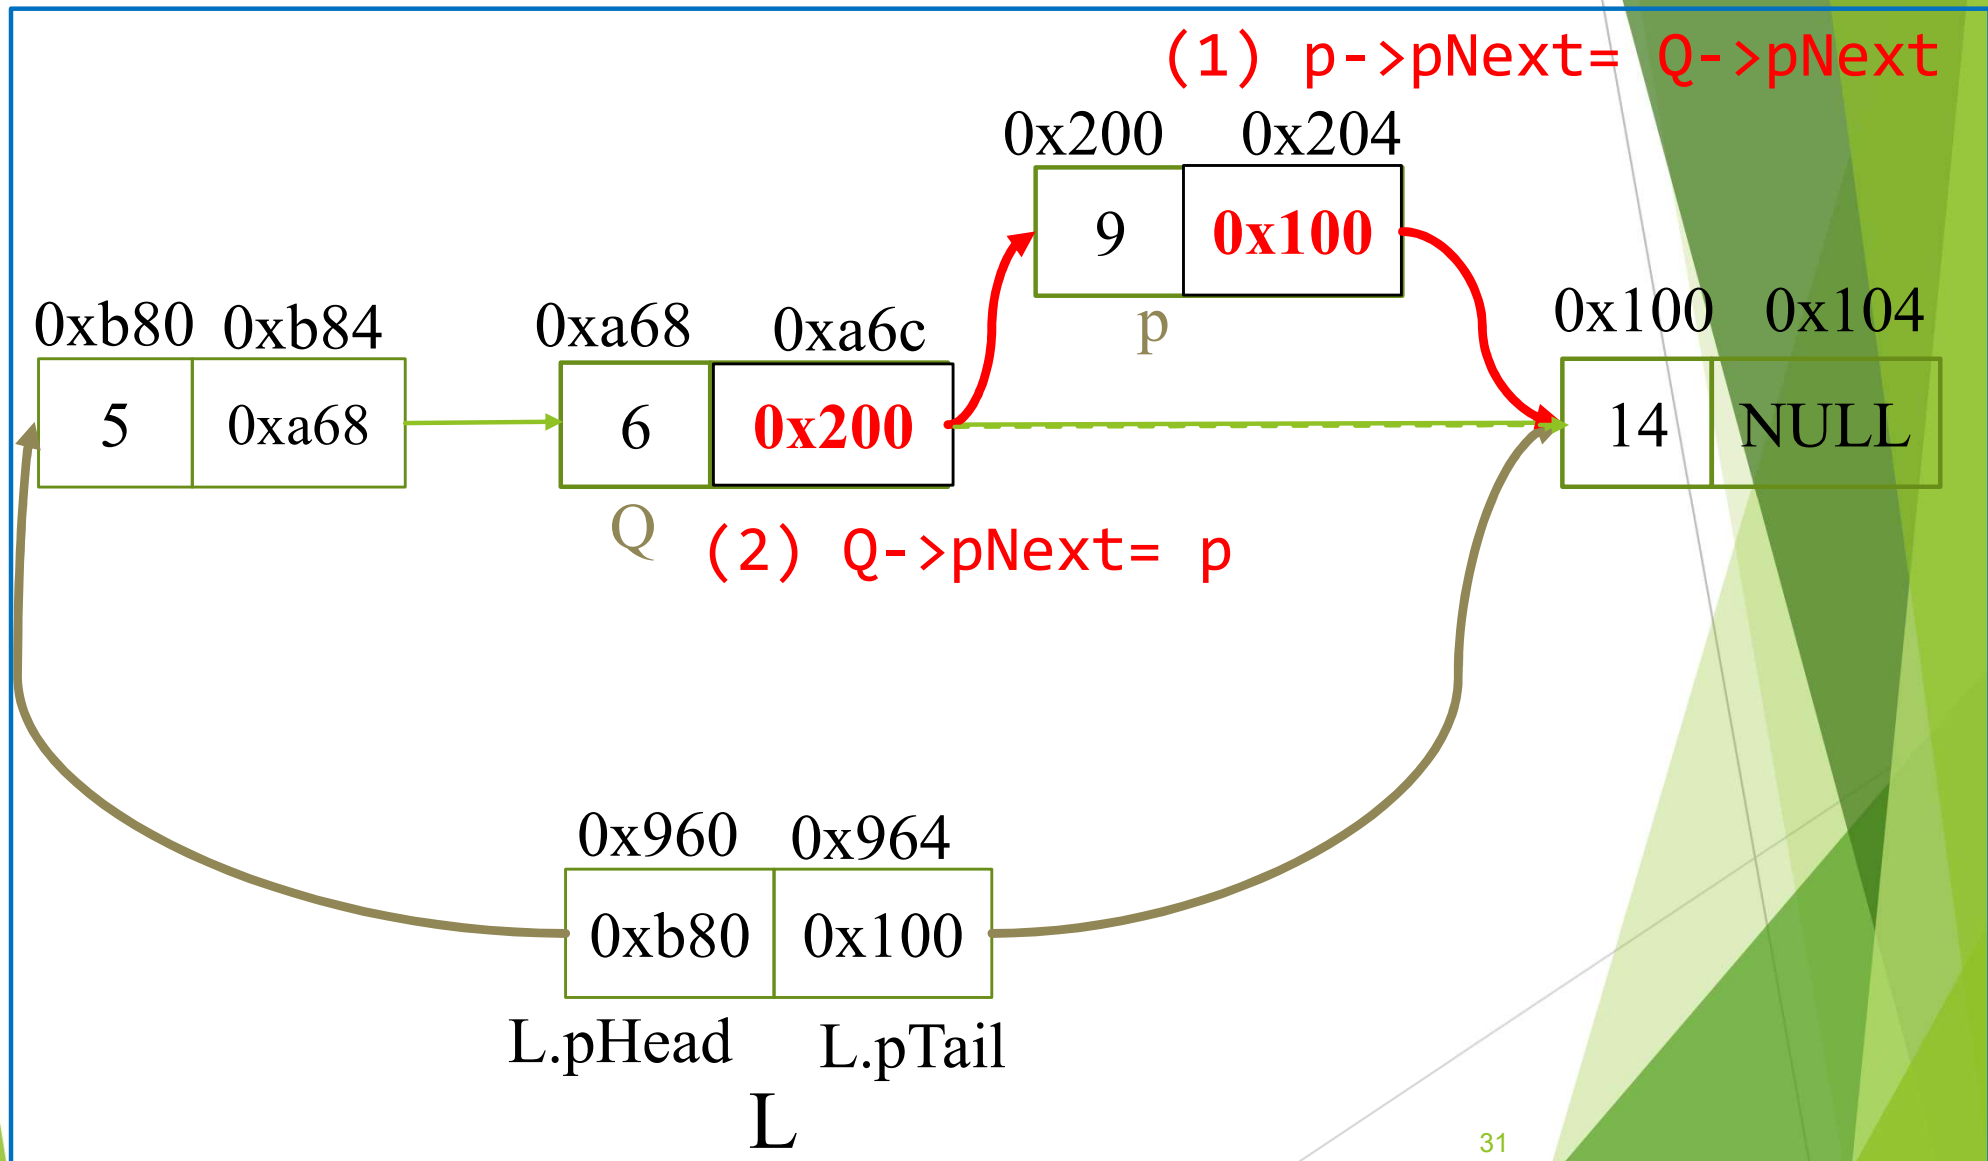 (1) p->pNext= Q->pNext
0x200 0x204
9 0x100
p
0xb80 0xb84 0xa68 0xa6c 0x100 0x104
5 0xa68 6 0x200 14 NULL
Q (2) Q->pNext= p
0x960 0x964
0xb80 0x100
L.pHead L.pTail
L
31